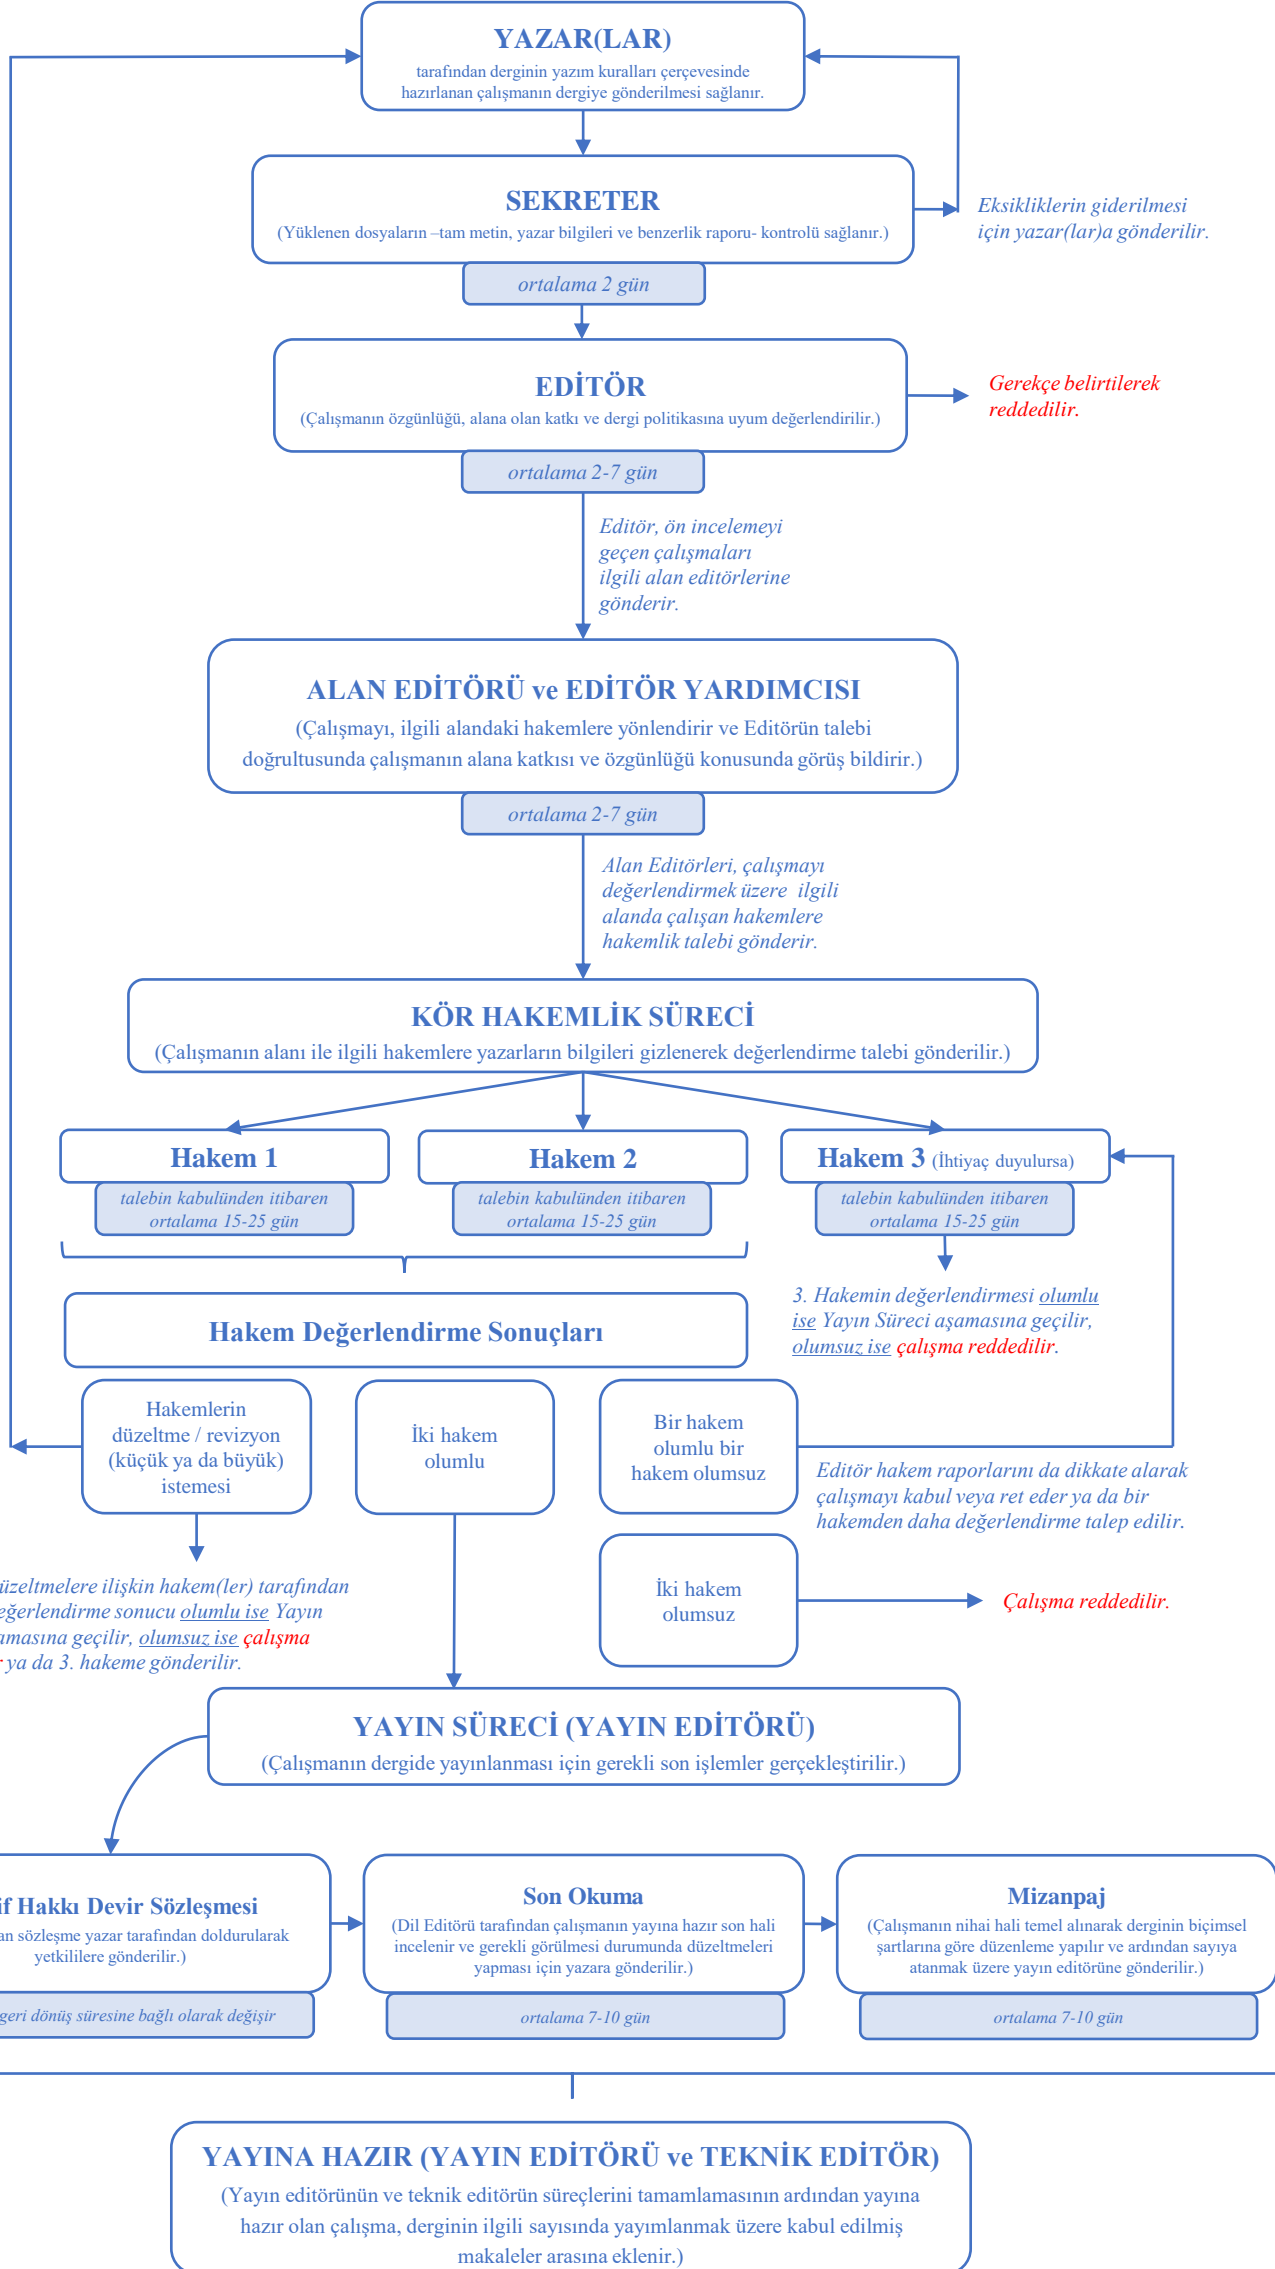 YAZAR(LAR)
tarafından derginin yazım kuralları çerçevesinde
hazırlanan çalışmanın dergiye gönderilmesi sağlanır.
SEKRETER
(Yüklenen dosyaların –tam metin, yazar bilgileri ve benzerlik raporu- kontrolü sağlanır.)
Eksikliklerin giderilmesi
için yazar(lar)a gönderilir.
ortalama 2 gün
EDİTÖR
(Çalışmanın özgünlüğü, alana olan katkı ve dergi politikasına uyum değerlendirilir.)
Gerekçe belirtilerek
reddedilir.
ortalama 2-7 gün
Editör, ön incelemeyi
geçen çalışmaları
ilgili alan editörlerine
gönderir.
ALAN EDİTÖRÜ ve EDİTÖR YARDIMCISI
(Çalışmayı, ilgili alandaki hakemlere yönlendirir ve Editörün talebi
doğrultusunda çalışmanın alana katkısı ve özgünlüğü konusunda görüş bildirir.)
ortalama 2-7 gün
Alan Editörleri, çalışmayı
değerlendirmek üzere ilgili
alanda çalışan hakemlere
hakemlik talebi gönderir.
KÖR HAKEMLİK SÜRECİ
(Çalışmanın alanı ile ilgili hakemlere yazarların bilgileri gizlenerek değerlendirme talebi gönderilir.)
Hakem 1
talebin kabulünden itibaren
ortalama 15-25 gün
Hakem 2
talebin kabulünden itibaren
ortalama 15-25 gün
Hakem 3 (İhtiyaç duyulursa)
talebin kabulünden itibaren
ortalama 15-25 gün
3. Hakemin değerlendirmesi olumlu
ise Yayın Süreci aşamasına geçilir,
olumsuz ise çalışma reddedilir.
Hakem Değerlendirme Sonuçları
Hakemlerin
düzeltme / revizyon
(küçük ya da büyük)
istemesi
İki hakem
olumlu
Bir hakem
olumlu bir
hakem olumsuz
Editör hakem raporlarını da dikkate alarak
çalışmayı kabul veya ret eder ya da bir
hakemden daha değerlendirme talep edilir.
İki hakem
olumsuz
Çalışma reddedilir.
üzeltmelere ilişkin hakem(ler) tarafından
eğerlendirme sonucu olumlu ise Yayın
amasına geçilir, olumsuz ise çalışma
ya da 3. hakeme gönderilir.
YAYIN SÜRECİ (YAYIN EDİTÖRÜ)
(Çalışmanın dergide yayınlanması için gerekli son işlemler gerçekleştirilir.)
if Hakkı Devir Sözleşmesi
an sözleşme yazar tarafından doldurularak
yetkililere gönderilir.)
geri dönüş süresine bağlı olarak değişir
Son Okuma
(Dil Editörü tarafından çalışmanın yayına hazır son hali
incelenir ve gerekli görülmesi durumunda düzeltmeleri
yapması için yazara gönderilir.)
ortalama 7-10 gün
Mizanpaj
(Çalışmanın nihai hali temel alınarak derginin biçimsel
şartlarına göre düzenleme yapılır ve ardından sayıya
atanmak üzere yayın editörüne gönderilir.)
ortalama 7-10 gün
YAYINA HAZIR (YAYIN EDİTÖRÜ ve TEKNİK EDİTÖR)
(Yayın editörünün ve teknik editörün süreçlerini tamamlamasının ardından yayına
hazır olan çalışma, derginin ilgili sayısında yayımlanmak üzere kabul edilmiş
makaleler arasına eklenir.)